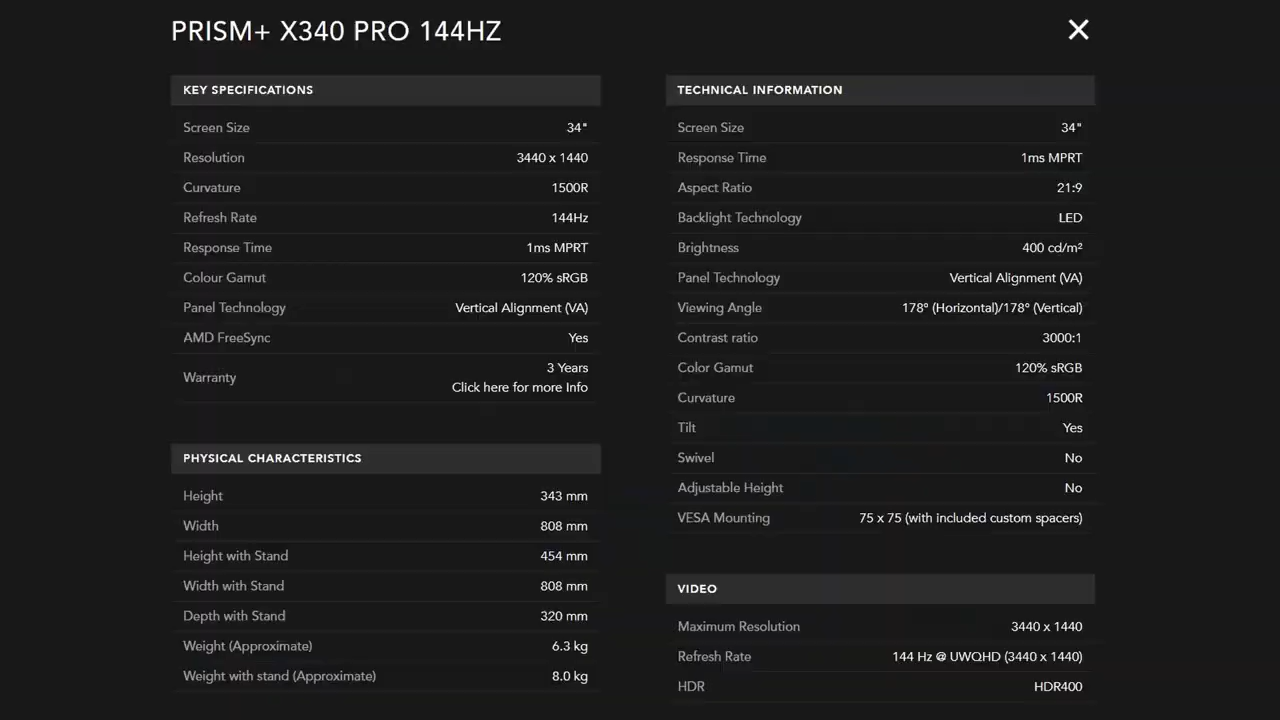 PRISM+ X340 PRO 144HZ
KEY SPECIFICATIONS
Screen Size 34"
Resolution 3440 x 1440
Curvature 1500R
Refresh Rate 144Hz
Response Time 1ms MPRT
Colour Gamut 120% sRGB
Panel Technology Vertical Alignment (VA)
AMD FreeSync Yes
Warranty 3 Years
Click here for more Info
PHYSICAL CHARACTERISTICS
Height 343 mm
Width 808 mm
Height with Stand 454 mm
Width with Stand 808 mm
Depth with Stand 320 mm
Weight (Approximate) 6.3 kg
Weight with stand (Approximate) 8.0 kg
TECHNICAL INFORMATION
Screen Size 34"
Response Time 1ms MPRT
Aspect Ratio 21:9
Backlight Technology LED
Brightness 400 cd/m²
Panel Technology Vertical Alignment (VA)
Viewing Angle 178º (Horizontal)/178º (Vertical)
Contrast ratio 3000:1
Color Gamut 120% sRGB
Curvature 1500R
Tilt Yes
Swivel No
Adjustable Height No
VESA Mounting 75 x 75 (with included custom spacers)
VIDEO
Maximum Resolution 3440 x 1440
Refresh Rate 144 Hz @ UWQHD (3440 x 1440)
HDR HDR400